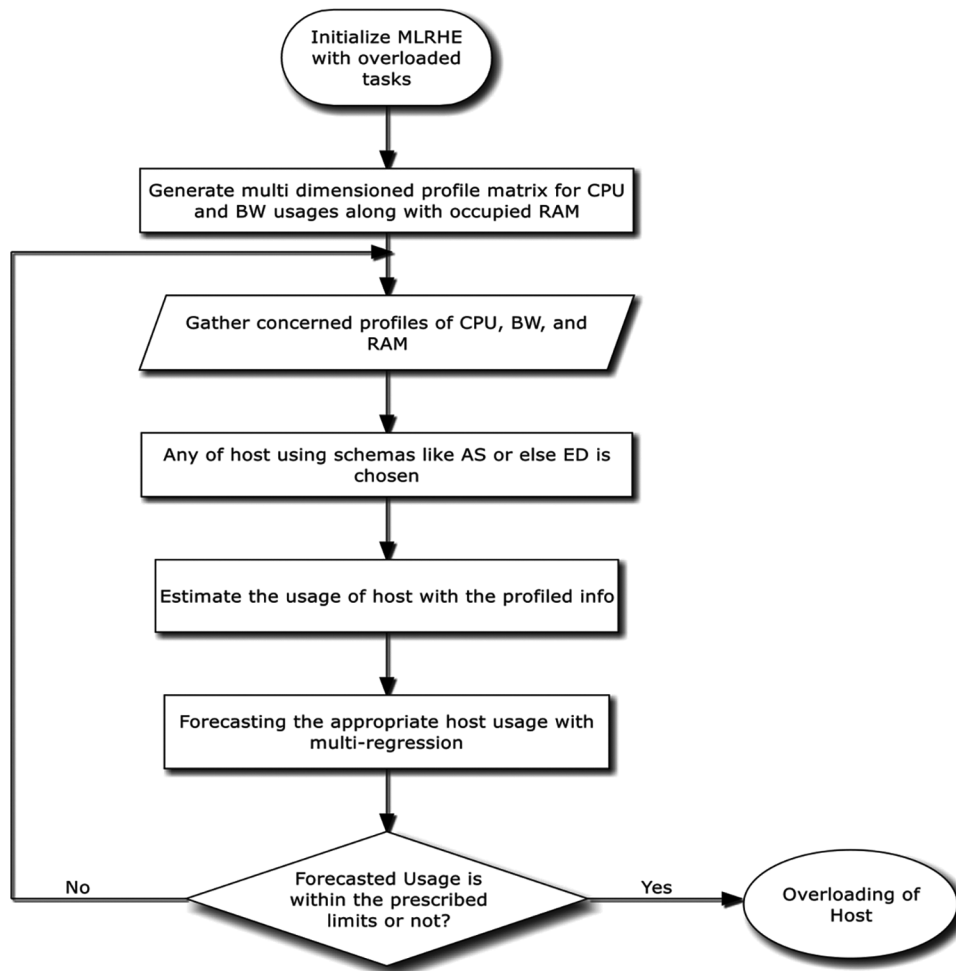 Initialize MLRHE
with overloaded
tasks
Generate multi dimensioned profile matrix for CPU
and BW usages along with occupied RAM
Gather concerned profiles of CPU, BW, and
RAM
Any of host using schemas like AS or else ED is
chosen
Estimate the usage of host with the profiled info
Forecasting the appropriate host usage with
multi-regression
Forecasted Usage is
within the prescribed
limits or not?
No
Yes
Overloading of
Host